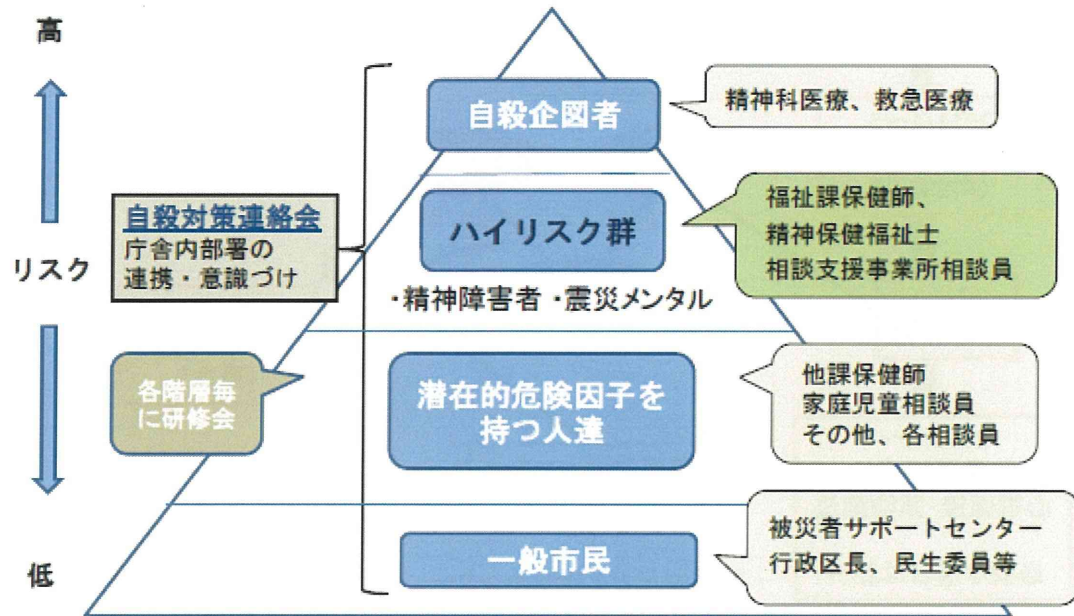 高
リスク
低
自殺対策連絡会
庁舎内部署の
連携・意識づけ
各階層毎
に研修会
自殺企図者
精神科医療、救急医療
ハイリスク群
・精神障害者・震災メンタル
福祉課保健師、
精神保健福祉士
相談支援事業所相談員
潜在的危険因子を
持つ人達
他課保健師
家庭児童相談員
その他、各相談員
一般市民
被災者サポートセンター
行政区長、民生委員等